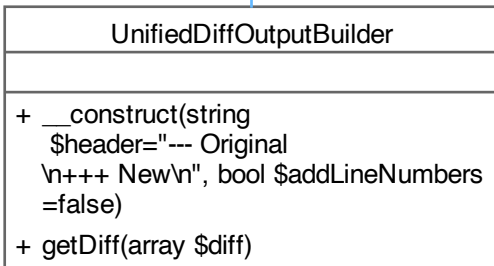 UnifiedDiffOutputBuilder
+ __construct(string
$header="--- Original
\n+++ New\n", bool $addLineNumbers
=false)
+ getDiff(array $diff)